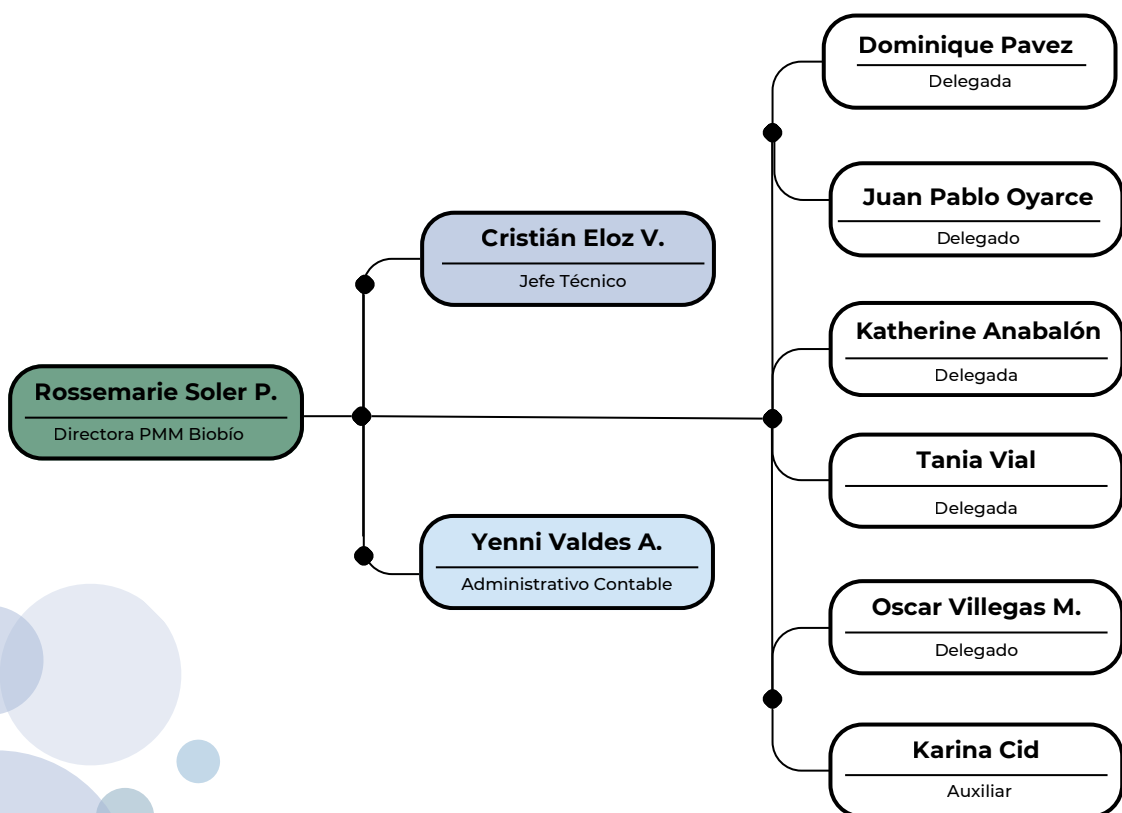 Dominique Pavez
Delegada
Juan Pablo Oyarce
Delegado
Cristián Eloz V.
Jefe Técnico
Katherine Anabalón
Delegada
Rossemarie Soler P.
Directora PMM Biobío
Tania Vial
Delegada
Yenni Valdes A.
Administrativo Contable
Oscar Villegas M.
Delegado
Karina Cid
Auxiliar